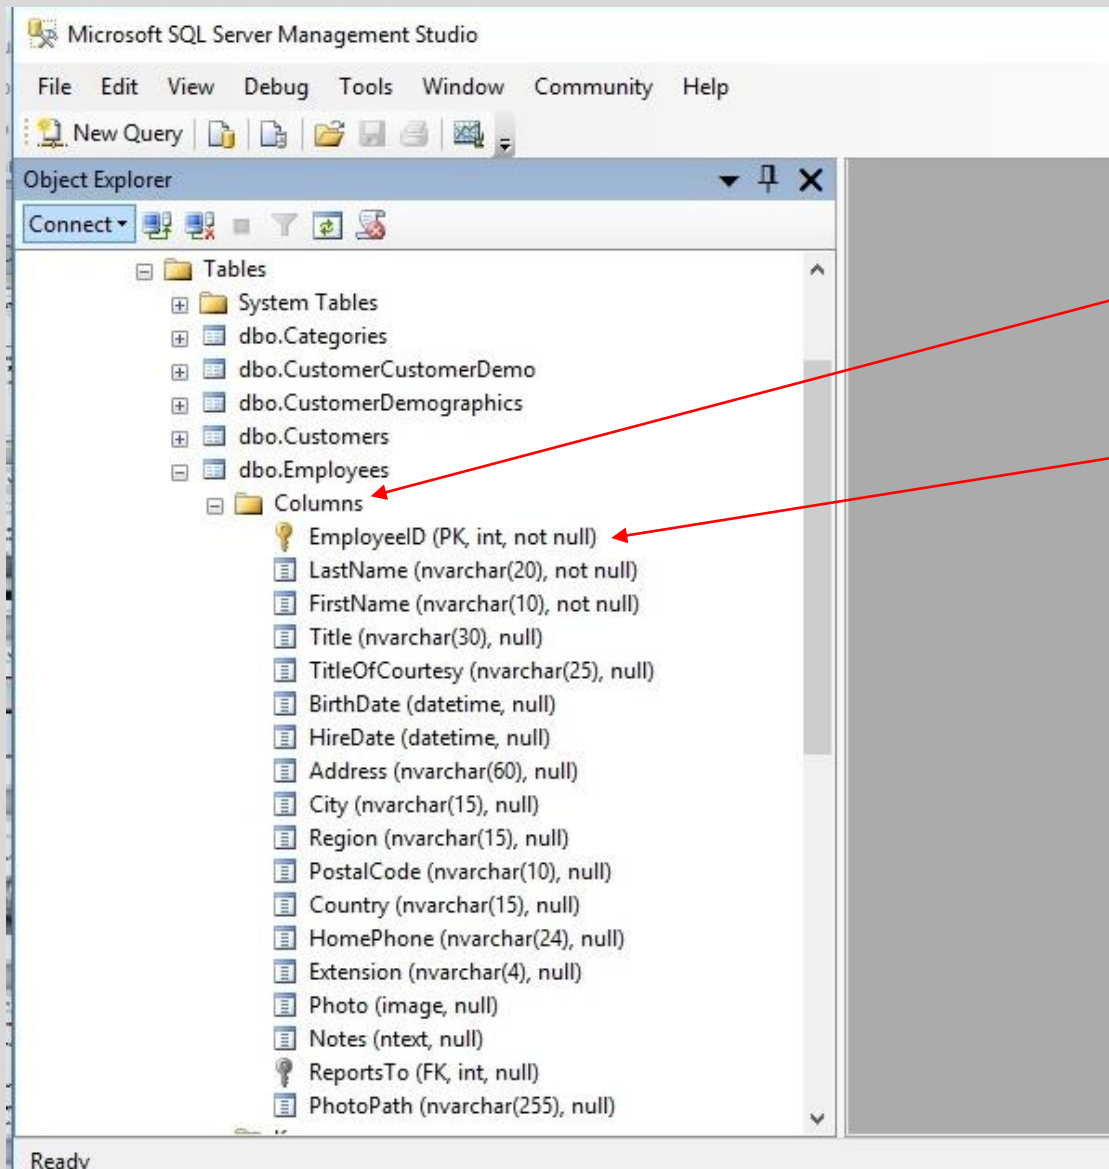 Microsoft SQL Server Management Studio
File Edit View Debug Tools Window Community Help
New Query
Object Explorer
Connect
Tables
System Tables
dbo.Categories
dbo.CustomerCustomerDemo
dbo.CustomerDemographics
dbo.Customers
dbo.Employees
Columns
EmployeeID (PK, int, not null)
LastName (nvarchar(20), not null)
FirstName (nvarchar(10), not null)
Title (nvarchar(30), null)
TitleOfCourtesy (nvarchar(25), null)
BirthDate (datetime, null)
HireDate (datetime, null)
Address (nvarchar(60), null)
City (nvarchar(15), null)
Region (nvarchar(15), null)
PostalCode (nvarchar(10), null)
Country (nvarchar(15), null)
HomePhone (nvarchar(24), null)
Extension (nvarchar(4), null)
Photo (image, null)
Notes (ntext, null)
ReportsTo (FK, int, null)
PhotoPath (nvarchar(255), null)
Ready